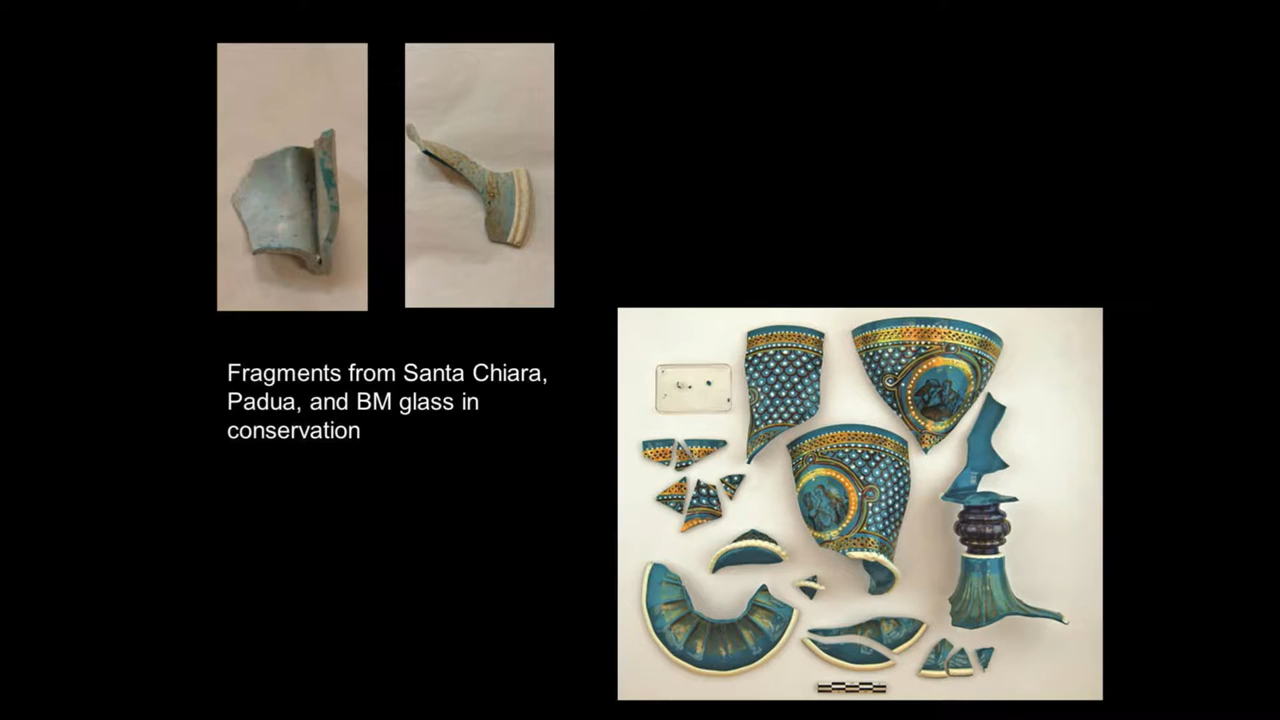 Fragments from Santa Chiara,
Padua, and BM glass in
conservation